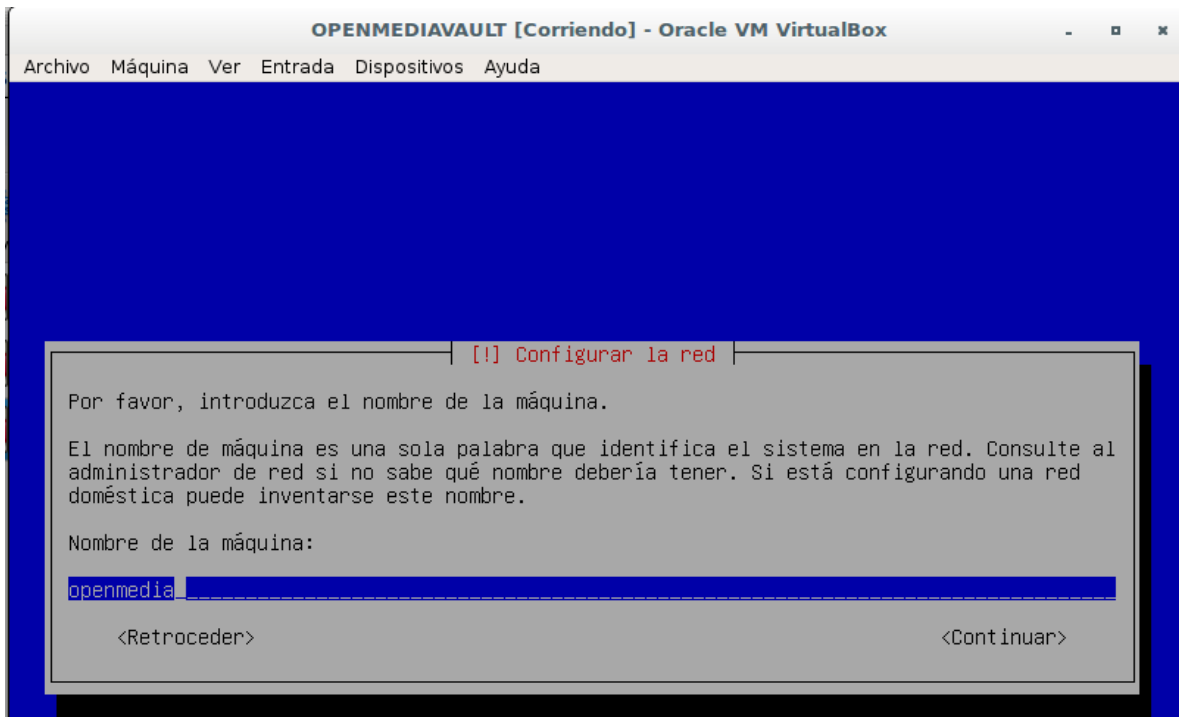 OPENMEDIAVAULT [Corriendo] - Oracle VM VirtualBox
Archivo Máquina Ver Entrada Dispositivos Ayuda
[!] Configurar la red
Por favor, introduzca el nombre de la máquina.
El nombre de máquina es una sola palabra que identifica el sistema en la red. Consulte al
administrador de red si no sabe qué nombre debería tener. Si está configurando una red
doméstica puede inventarse este nombre.
Nombre de la máquina:
openmedia
<Retroceder> <Continuar>